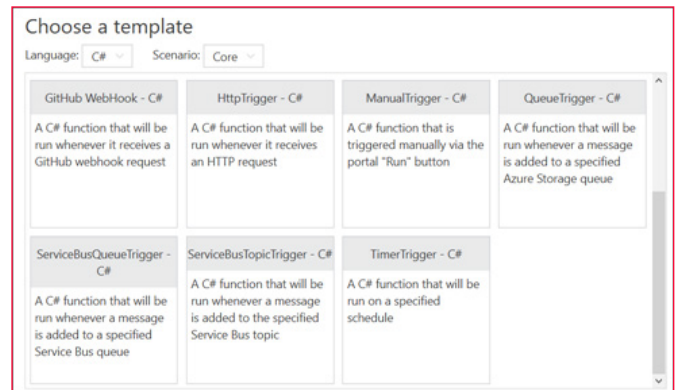 Choose a template
Language: C# Scenario: Core
GitHub WebHook - C#
A C# function that will be
run whenever it receives a
GitHub webhook request
HttpTrigger - C#
A C# function that will be
run whenever it receives
an HTTP request
ManualTrigger - C#
A C# function that is
triggered manually via the
portal "Run" button
QueueTrigger - C#
A C# function that will be
run whenever a message
is added to a specified
Azure Storage queue
ServiceBusQueueTrigger -
C#
A C# function that will be
run whenever a message
is added to a specified
Service Bus queue
ServiceBusTopicTrigger - C#
A C# function that will be
run whenever a message
is added to the specified
Service Bus topic
TimerTrigger - C#
A C# function that will be
run on a specified
schedule